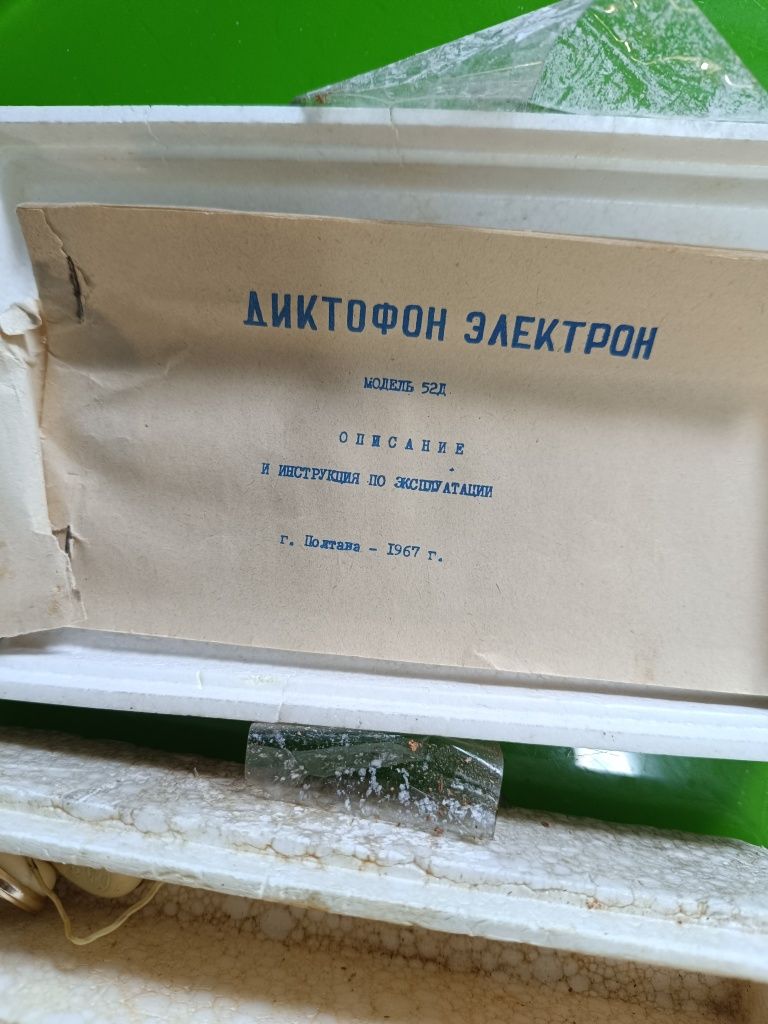 ДИКТОФОН ЭЛЕКТРОН
МОДЕЛЬ 52Д
ОПИСАНИЕ
И ИНСТРУКЦИЯ ПО ЭКСПЛУАТАЦИИ
г. Полтава - 1967 г.